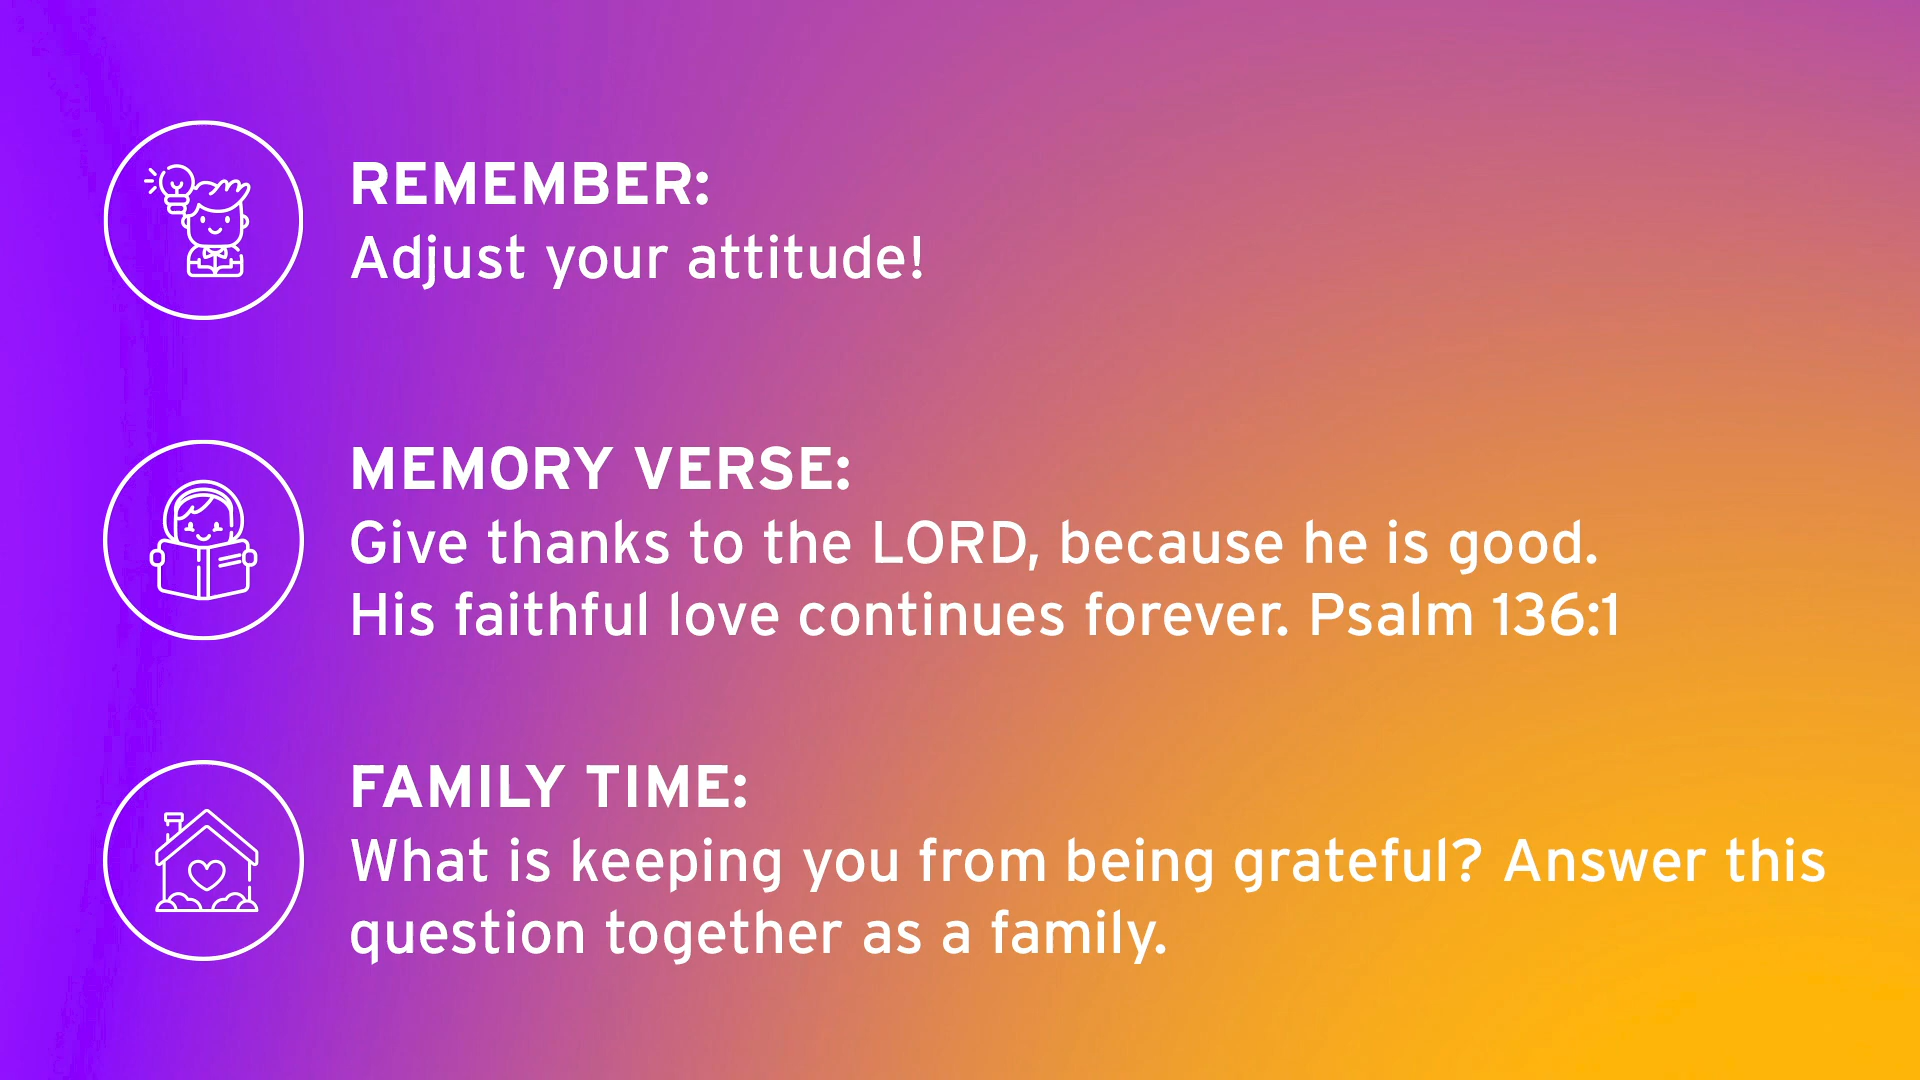 REMEMBER:
Adjust your attitude!
MEMORY VERSE:
Give thanks to the LORD, because he is good.
His faithful love continues forever. Psalm 136:1
FAMILY TIME:
What is keeping you from being grateful? Answer this
question together as a family.